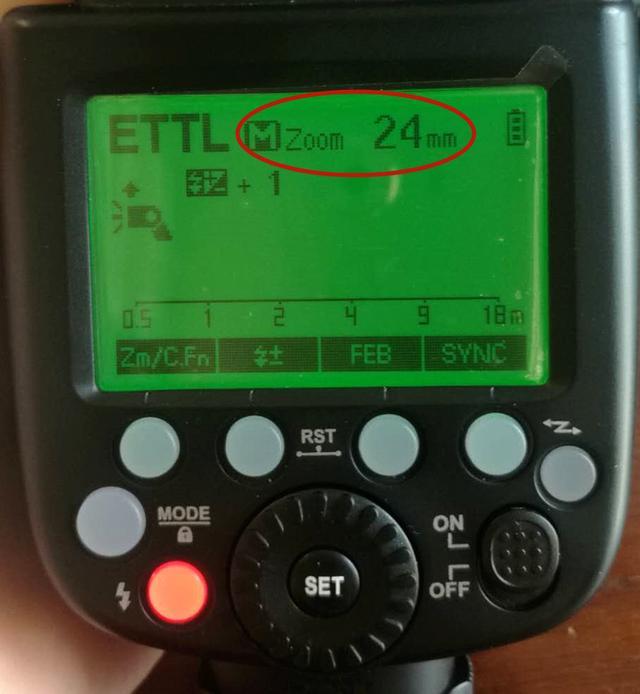 ETTL M Zoom 24mm
+ 1
0.5 1 2 4 9 18m
Zm/C.Fn ± FEB SYNC
RST
MODE
ON
SET
OFF